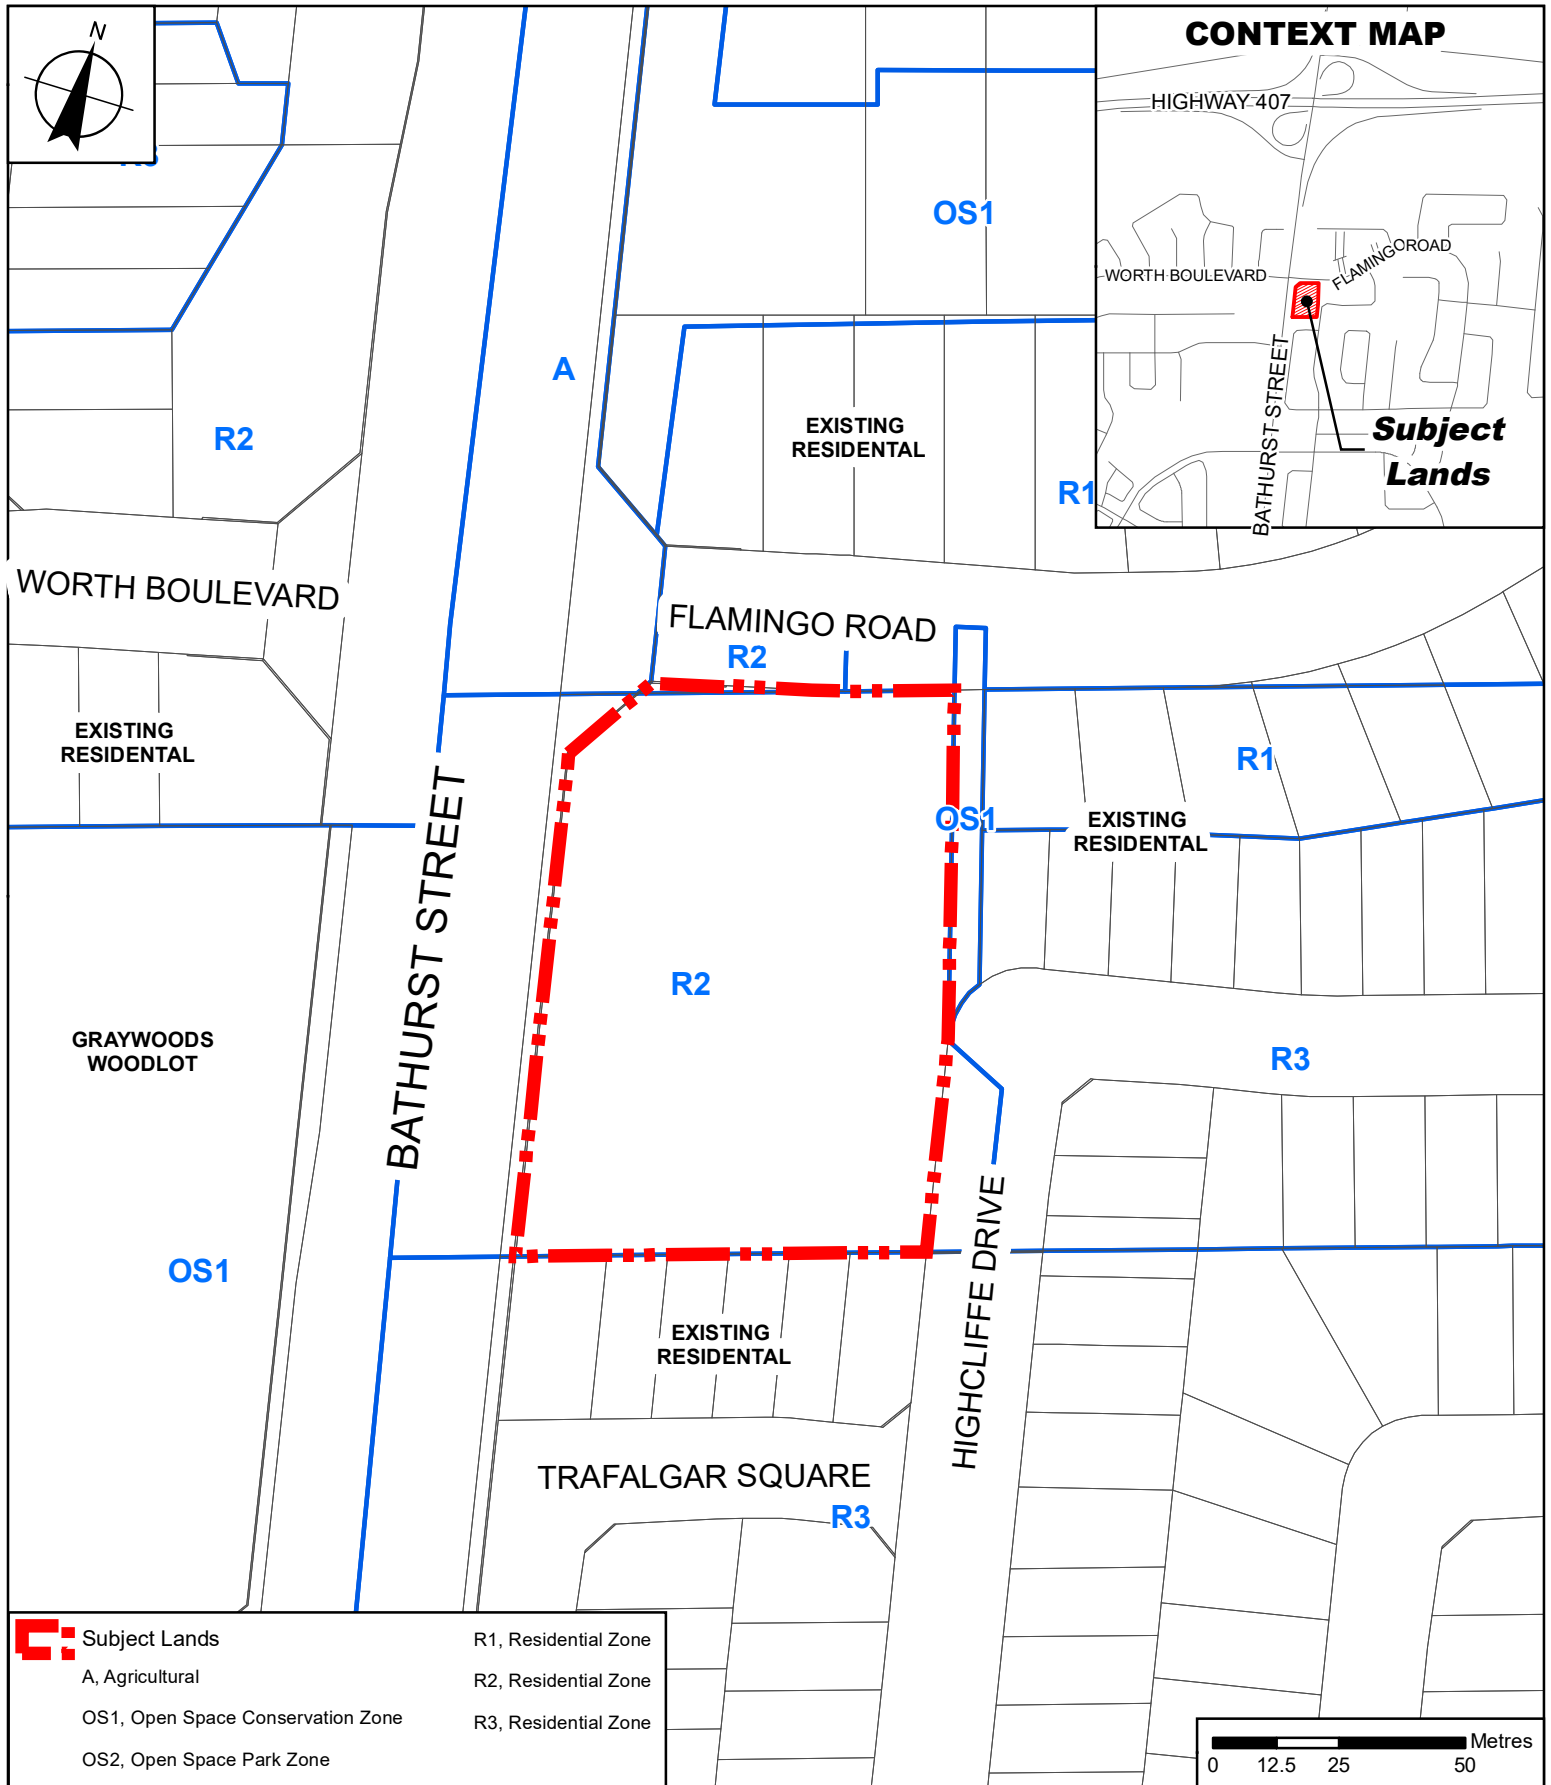 N
CONTEXT MAP
HIGHWAY 407
WORTH BOULEVARD
FLAMINGO ROAD
BATHURST STREET
Subject
Lands
OS1
A
R2
EXISTING
RESIDENTAL
R1
WORTH BOULEVARD
FLAMINGO ROAD
R2
EXISTING
RESIDENTAL
R1
OS1
EXISTING
RESIDENTAL
BATHURST STREET
R2
GRAYWOODS
WOODLOT
R3
OS1
HIGHCLIFFE DRIVE
EXISTING
RESIDENTAL
TRAFALGAR SQUARE
R3
Subject Lands
A, Agricultural
OS1, Open Space Conservation Zone
OS2, Open Space Park Zone
R1, Residential Zone
R2, Residential Zone
R3, Residential Zone
Metres
0 12.5 25 50